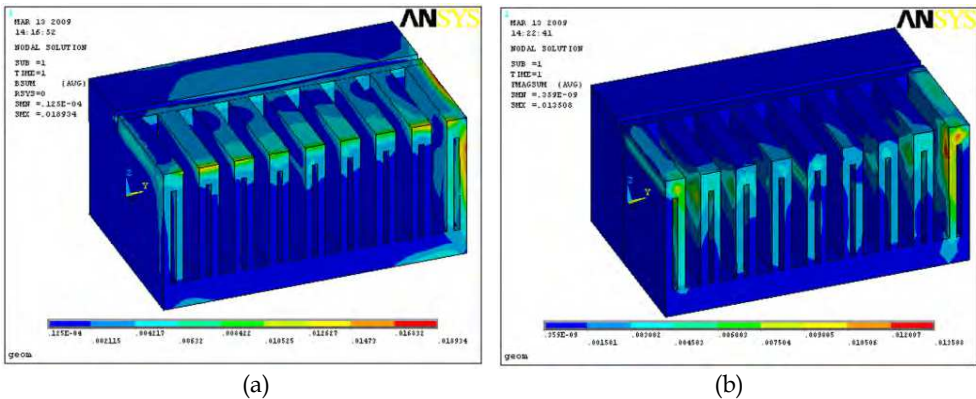 1
MAR 13 2009
14:16:52
NODAL SOLUTION
SUB =1
TIME=1
BSUM (AVG)
RSYS=0
SMN =.125E-04
SMX =.018934
ANSYS
Z
Y
.125E-04
.004217
.008422
.012627
.016832
.002115
.00632
.010525
.01473
.018934
geom
(a)
1
MAR 13 2009
14:22:41
NODAL SOLUTION
SUB =1
TIME=1
FMAGSUM (AVG)
SMN =.359E-09
SMX =.013508
ANSYS
Z
Y
.359E-09
.003002
.006003
.009005
.012007
.001501
.004503
.007504
.010506
.013508
geom
(b)